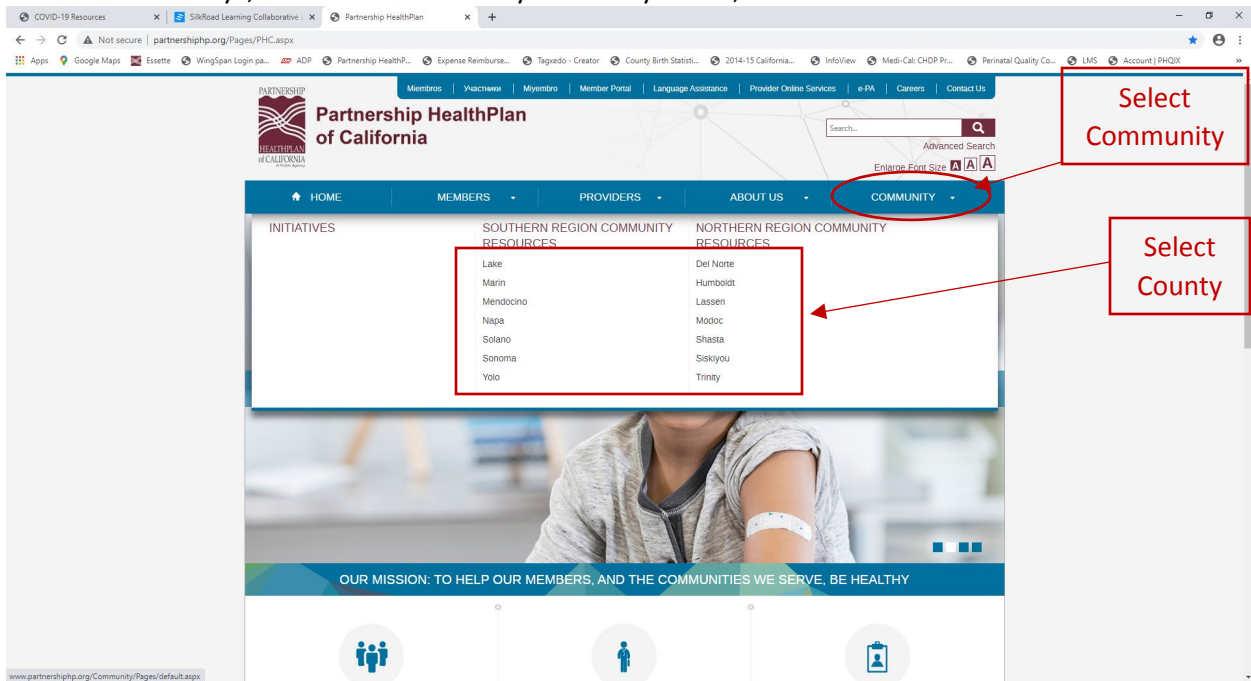 COVID-19 Resources
SilkRoad Learning Collaborative
Partnership HealthPlan
Not secure | partnershiphp.org/Pages/PHC.aspx
Apps Google Maps Essette WingSpan Login pa... ADP Partnership HealthP... Expense Reimburse... Tagxedo - Creator County Birth Statisti... 2014-15 California... InfoView Medi-Cal: CHDP Pr... Perinatal Quality Co... LMS Account | PHQIX »
Miembros | Участники | Miyembro | Member Portal | Language Assistance | Provider Online Services | e-PA | Careers | Contact Us
PARTNERSHIP
HEALTHPLAN
of CALIFORNIA
A Public Agency
Partnership HealthPlan
of California
Search...
Advanced Search
Enlarge Font Size A A A
Select
Community
HOME MEMBERS PROVIDERS ABOUT US COMMUNITY
INITIATIVES
SOUTHERN REGION COMMUNITY
RESOURCES
Lake
Marin
Mendocino
Napa
Solano
Sonoma
Yolo
NORTHERN REGION COMMUNITY
RESOURCES
Del Norte
Humboldt
Lassen
Modoc
Shasta
Siskiyou
Trinity
Select
County
OUR MISSION: TO HELP OUR MEMBERS, AND THE COMMUNITIES WE SERVE, BE HEALTHY
www.partnershiphp.org/Community/Pages/default.aspx